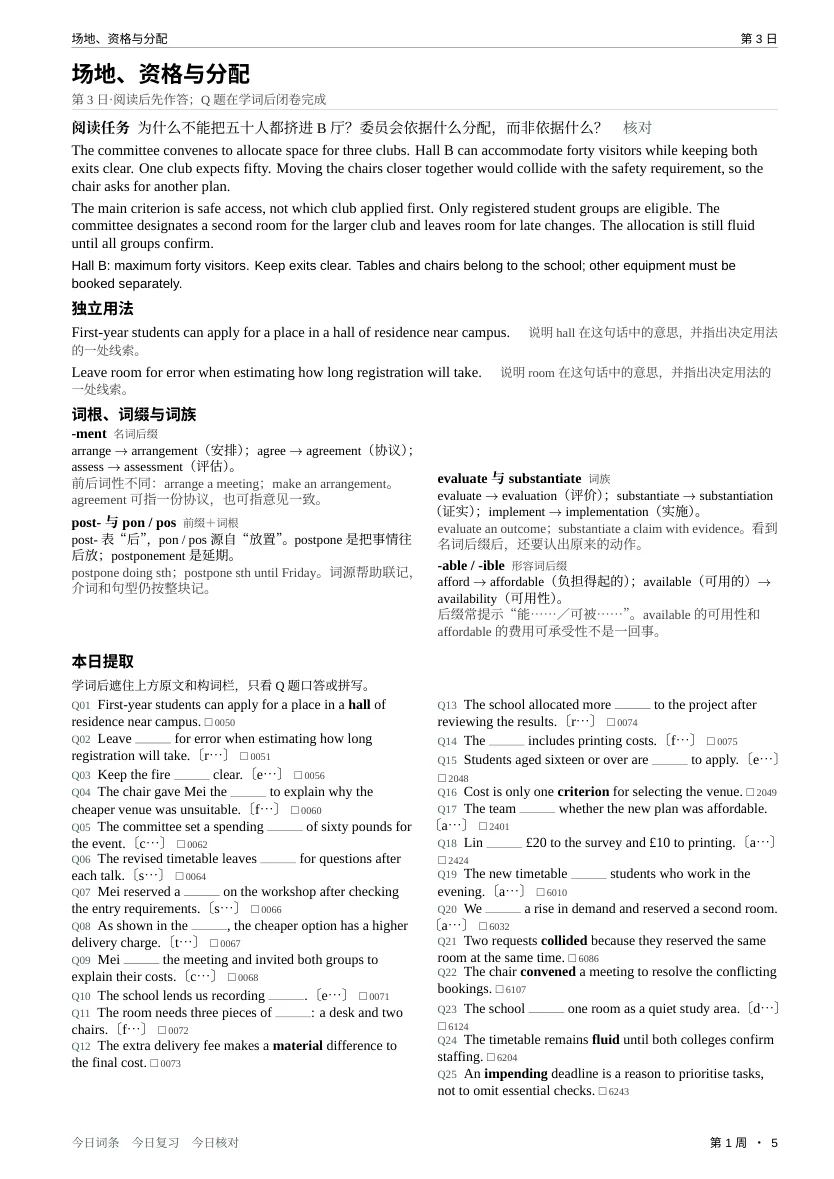 场地、资格与分配 第 3 日
场地、资格与分配
第 3 日·阅读后先作答；Q 题在学词后闭卷完成
阅读任务 为什么不能把五十人都挤进 B 厅？委员会依据什么分配，而非依据什么？ 核对
The committee convenes to allocate space for three clubs. Hall B can accommodate forty visitors while keeping both
exits clear. One club expects fifty. Moving the chairs closer together would collide with the safety requirement, so the
chair asks for another plan.
The main criterion is safe access, not which club applied first. Only registered student groups are eligible. The
committee designates a second room for the larger club and leaves room for late changes. The allocation is still fluid
until all groups confirm.
Hall B: maximum forty visitors. Keep exits clear. Tables and chairs belong to the school; other equipment must be
booked separately.
独立用法
First-year students can apply for a place in a hall of residence near campus. 说明 hall 在这句话中的意思，并指出决定用法
的一处线索。
Leave room for error when estimating how long registration will take. 说明 room 在这句话中的意思，并指出决定用法的
一处线索。
词根、词缀与词族
-ment 名词后缀
arrange → arrangement（安排）；agree → agreement（协议）；
assess → assessment（评估）。
前后词性不同：arrange a meeting；make an arrangement。
agreement 可指一份协议，也可指意见一致。
post- 与 pon / pos 前缀＋词根
post- 表“后”，pon / pos 源自“放置”。postpone 是把事情往
后放；postponement 是延期。
postpone doing sth；postpone sth until Friday。词源帮助联记，
介词和句型仍按整块记。
evaluate 与 substantiate 词族
evaluate → evaluation（评价）；substantiate → substantiation
（证实）；implement → implementation（实施）。
evaluate an outcome；substantiate a claim with evidence。看到
名词后缀后，还要认出原来的动作。
-able / -ible 形容词后缀
afford → affordable（负担得起的）；available（可用的）→
availability（可用性）。
后缀常提示“能……／可被……”。available 的可用性和
affordable 的费用可承受性不是一回事。
本日提取
学词后遮住上方原文和构词栏，只看 Q 题口答或拼写。
Q01 First-year students can apply for a place in a hall of
residence near campus. □ 0050
Q02 Leave _____ for error when estimating how long
registration will take.〔r…〕 □ 0051
Q03 Keep the fire _____ clear.〔e…〕 □ 0056
Q04 The chair gave Mei the _____ to explain why the
cheaper venue was unsuitable.〔f…〕 □ 0060
Q05 The committee set a spending _____ of sixty pounds for
the event.〔c…〕 □ 0062
Q06 The revised timetable leaves _____ for questions after
each talk.〔s…〕 □ 0064
Q07 Mei reserved a _____ on the workshop after checking
the entry requirements.〔s…〕 □ 0066
Q08 As shown in the _____, the cheaper option has a higher
delivery charge.〔t…〕 □ 0067
Q09 Mei _____ the meeting and invited both groups to
explain their costs.〔c…〕 □ 0068
Q10 The school lends us recording _____.〔e…〕 □ 0071
Q11 The room needs three pieces of _____: a desk and two
chairs.〔f…〕 □ 0072
Q12 The extra delivery fee makes a material difference to
the final cost. □ 0073
Q13 The school allocated more _____ to the project after
reviewing the results.〔r…〕 □ 0074
Q14 The _____ includes printing costs.〔f…〕 □ 0075
Q15 Students aged sixteen or over are _____ to apply.〔e…〕
□ 2048
Q16 Cost is only one criterion for selecting the venue. □ 2049
Q17 The team _____ whether the new plan was affordable.
〔a…〕 □ 2401
Q18 Lin _____ £20 to the survey and £10 to printing.〔a…〕
□ 2424
Q19 The new timetable _____ students who work in the
evening.〔a…〕 □ 6010
Q20 We _____ a rise in demand and reserved a second room.
〔a…〕 □ 6032
Q21 Two requests collided because they reserved the same
room at the same time. □ 6086
Q22 The chair convened a meeting to resolve the conflicting
bookings. □ 6107
Q23 The school _____ one room as a quiet study area.〔d…〕
□ 6124
Q24 The timetable remains fluid until both colleges confirm
staffing. □ 6204
Q25 An impending deadline is a reason to prioritise tasks,
not to omit essential checks. □ 6243
今日词条 今日复习 今日核对 第 1 周 · 5